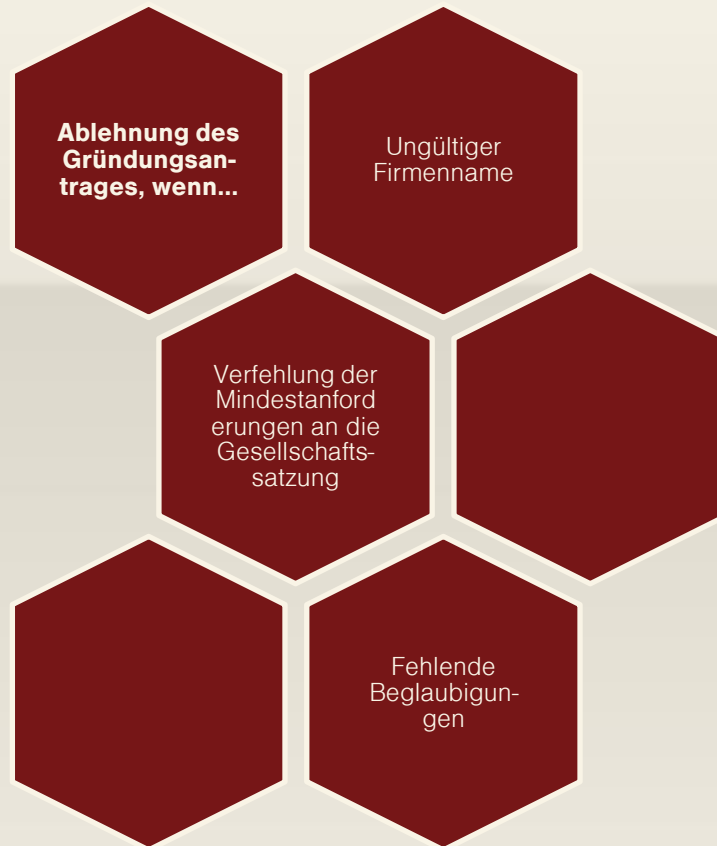 Ablehnung des
Gründungsan-
trages, wenn...
Ungültiger
Firmenname
Verfehlung der
Mindestanford
erungen an die
Gesellschafts-
satzung
Fehlende
Beglaubigun-
gen